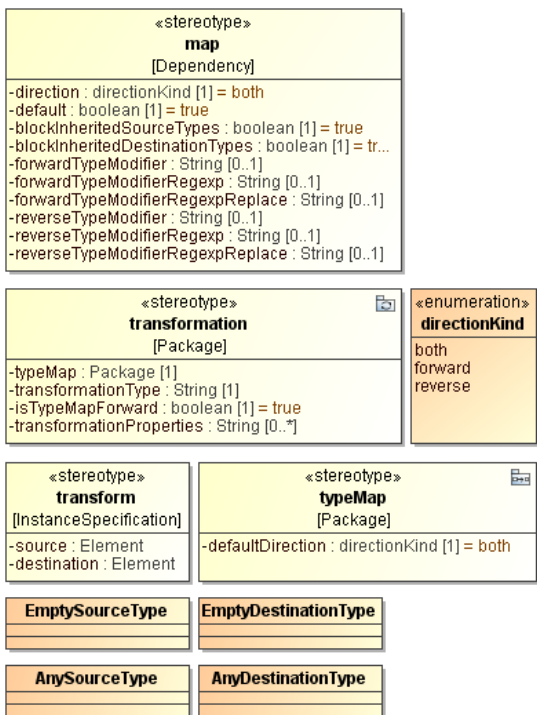 «stereotype»
map
[Dependency]
-direction : directionKind [1] = both
-default : boolean [1] = true
-blockInheritedSourceTypes : boolean [1] = true
-blockInheritedDestinationTypes : boolean [1] = tr...
-forwardTypeModifier : String [0..1]
-forwardTypeModifierRegexp : String [0..1]
-forwardTypeModifierRegexpReplace : String [0..1]
-reverseTypeModifier : String [0..1]
-reverseTypeModifierRegexp : String [0..1]
-reverseTypeModifierRegexpReplace : String [0..1]
«stereotype»
transformation
[Package]
-typeMap : Package [1]
-transformationType : String [1]
-isTypeMapForward : boolean [1] = true
-transformationProperties : String [0..*]
«enumeration»
directionKind
both
forward
reverse
«stereotype»
transform
[InstanceSpecification]
-source : Element
-destination : Element
«stereotype»
typeMap
[Package]
-defaultDirection : directionKind [1] = both
EmptySourceType
EmptyDestinationType
AnySourceType
AnyDestinationType